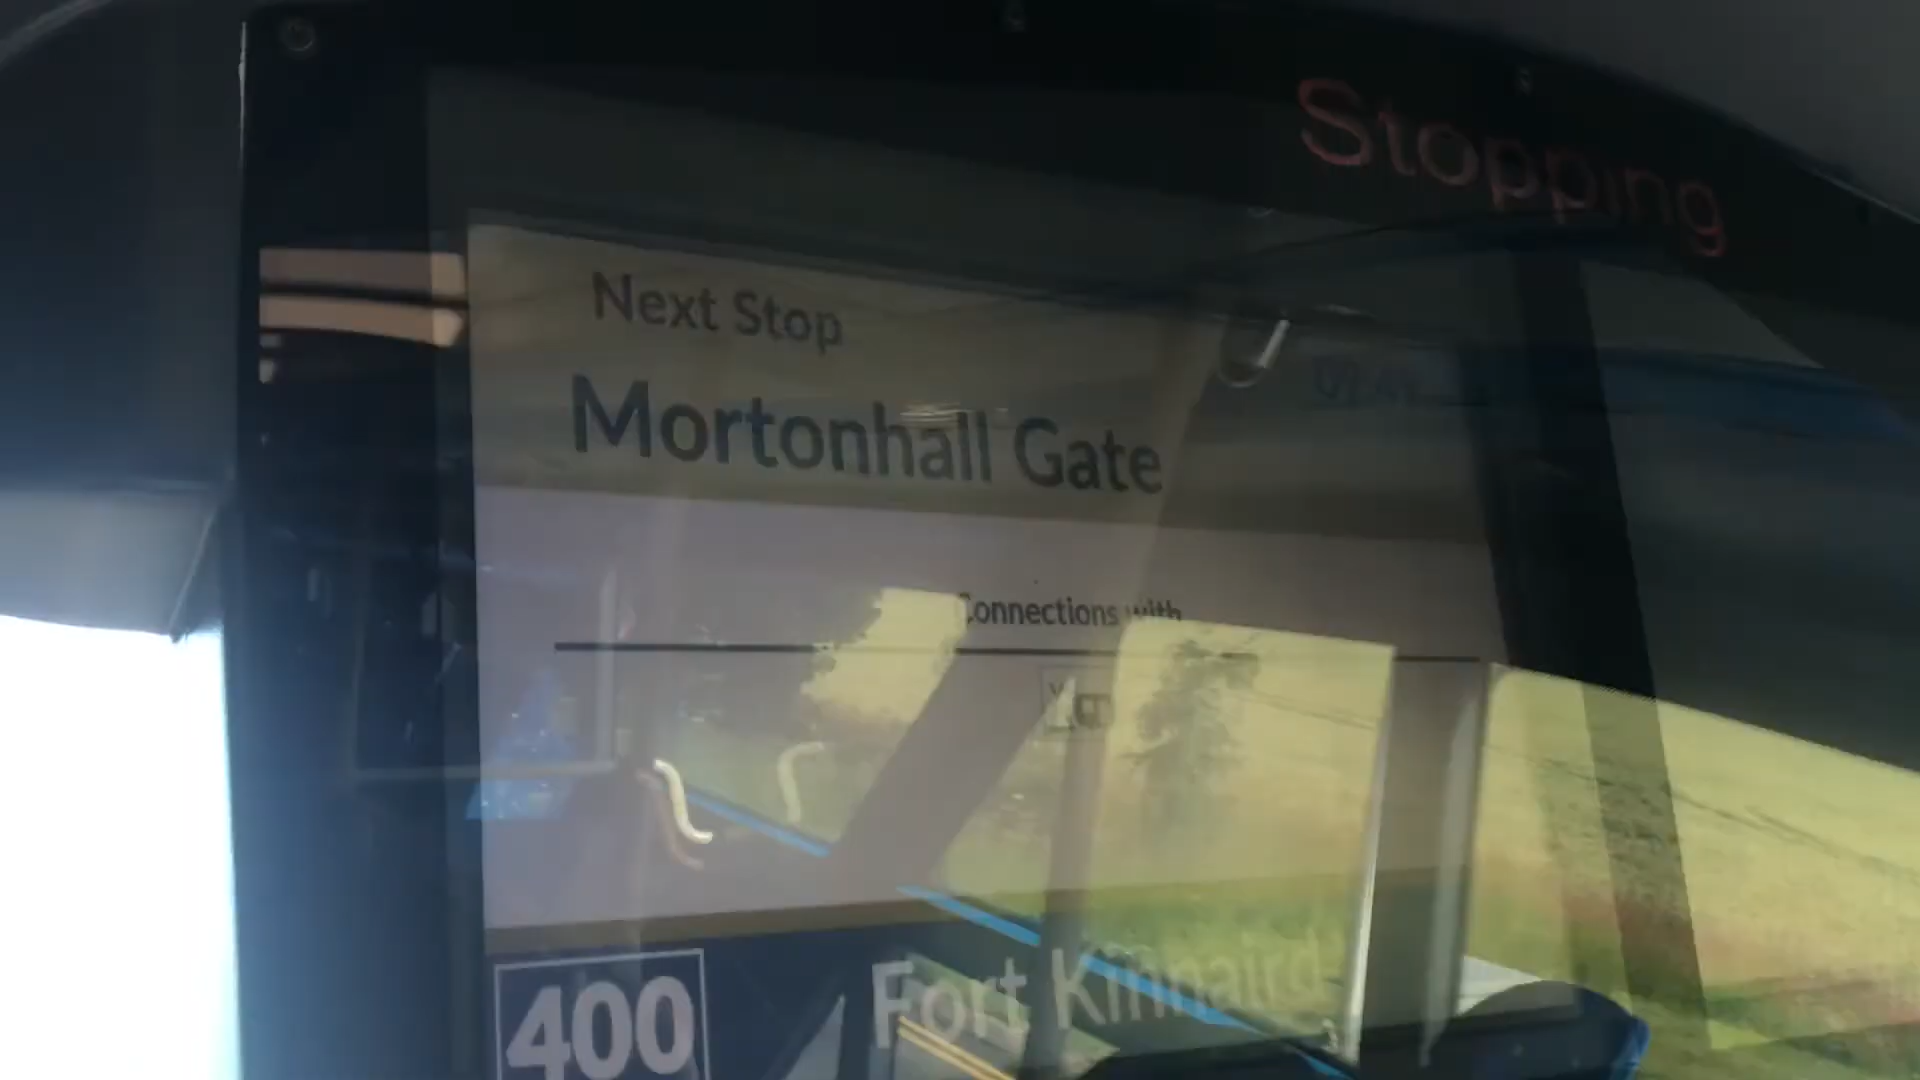 Stopping
Next Stop
Mortonhall Gate
Connections with
400 Fort Kinnaird